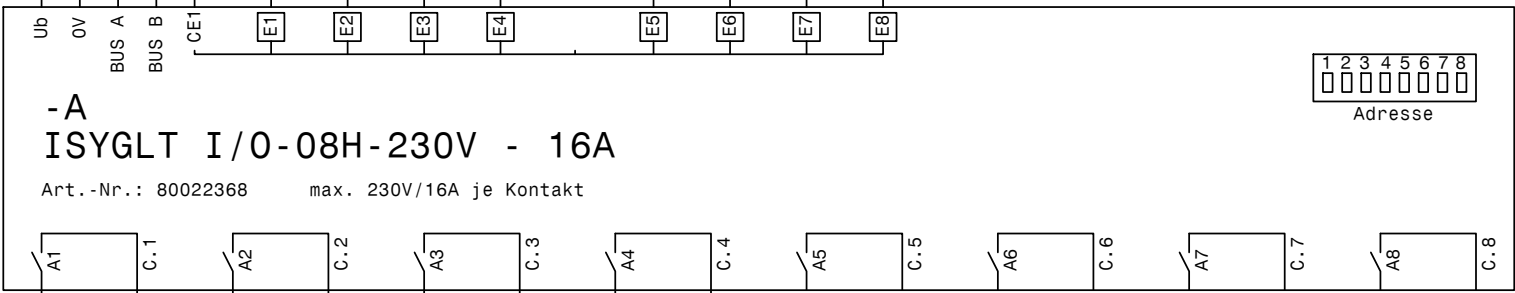 Ub 0V BUS A BUS B CE1 E1 E2 E3 E4 E5 E6 E7 E8
1 2 3 4 5 6 7 8
Adresse
-A
ISYGLT I/O-08H-230V - 16A
Art.-Nr.: 80022368 max. 230V/16A je Kontakt
A1 C.1 A2 C.2 A3 C.3 A4 C.4 A5 C.5 A6 C.6 A7 C.7 A8 C.8